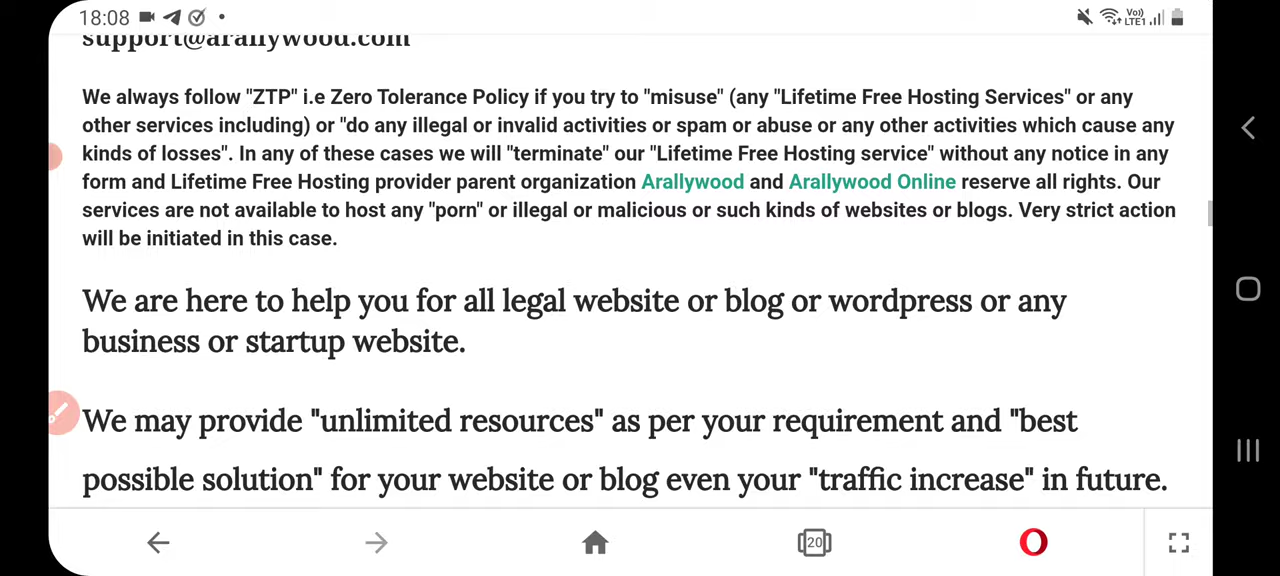 18:08
Vo)
LTE1
support@arallywood.com
We always follow "ZTP" i.e Zero Tolerance Policy if you try to "misuse" (any "Lifetime Free Hosting Services" or any
other services including) or "do any illegal or invalid activities or spam or abuse or any other activities which cause any
kinds of losses". In any of these cases we will "terminate" our "Lifetime Free Hosting service" without any notice in any
form and Lifetime Free Hosting provider parent organization Arallywood and Arallywood Online reserve all rights. Our
services are not available to host any "porn" or illegal or malicious or such kinds of websites or blogs. Very strict action
will be initiated in this case.
We are here to help you for all legal website or blog or wordpress or any
business or startup website.
We may provide "unlimited resources" as per your requirement and "best
possible solution" for your website or blog even your "traffic increase" in future.
20